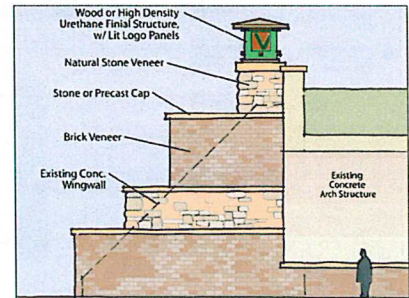 Wood or High Density
Urethane Finial Structure,
w/ Lit Logo Panels
Natural Stone Veneer
Stone or Precast Cap
Brick Veneer
Existing Conc.
Wingwall
Existing
Concrete
Arch Structure